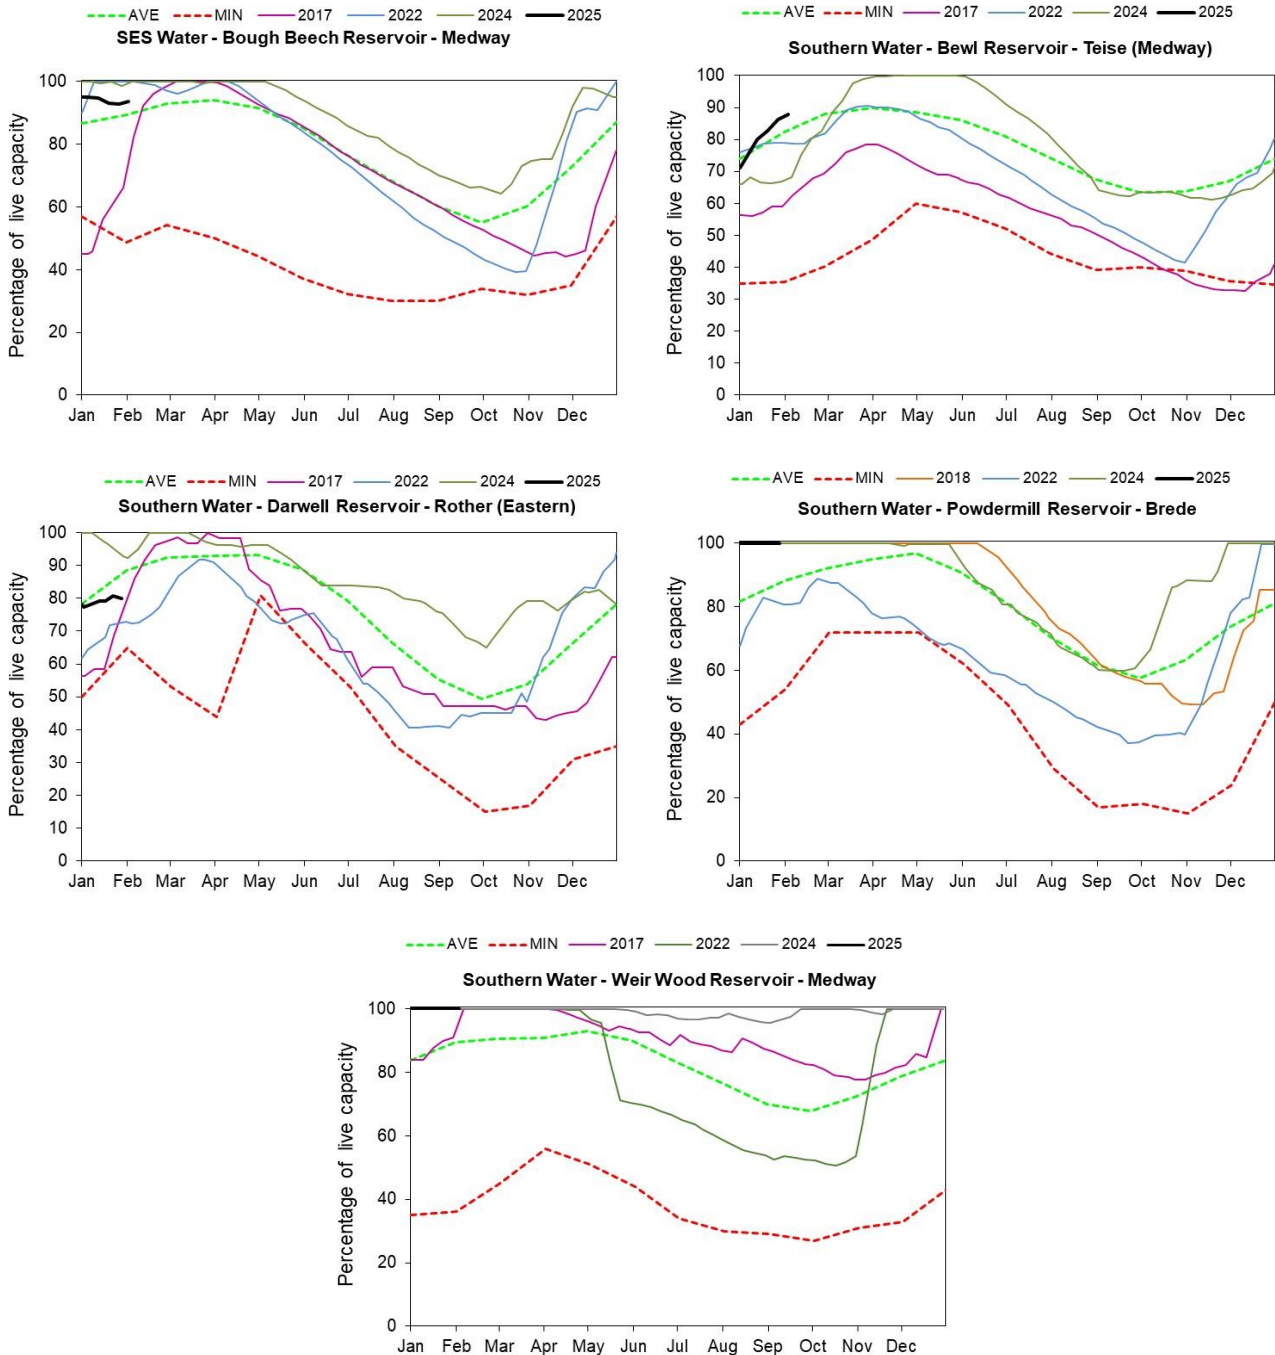 AVE MIN 2017 2022 2024 2025
SES Water - Bough Beech Reservoir - Medway
Percentage of live capacity
100
80
60
40
20
0
Jan Feb Mar Apr May Jun Jul Aug Sep Oct Nov Dec
AVE MIN 2017 2022 2024 2025
Southern Water - Bewl Reservoir - Teise (Medway)
Percentage of live capacity
100
90
80
70
60
50
40
30
20
10
0
Jan Feb Mar Apr May Jun Jul Aug Sep Oct Nov Dec
AVE MIN 2017 2022 2024 2025
Southern Water - Darwell Reservoir - Rother (Eastern)
Percentage of live capacity
100
90
80
70
60
50
40
30
20
10
0
Jan Feb Mar Apr May Jun Jul Aug Sep Oct Nov Dec
AVE MIN 2018 2022 2024 2025
Southern Water - Powdermill Reservoir - Brede
Percentage of live capacity
100
80
60
40
20
0
Jan Feb Mar Apr May Jun Jul Aug Sep Oct Nov Dec
AVE MIN 2017 2022 2024 2025
Southern Water - Weir Wood Reservoir - Medway
Percentage of live capacity
100
80
60
40
20
0
Jan Feb Mar Apr May Jun Jul Aug Sep Oct Nov Dec